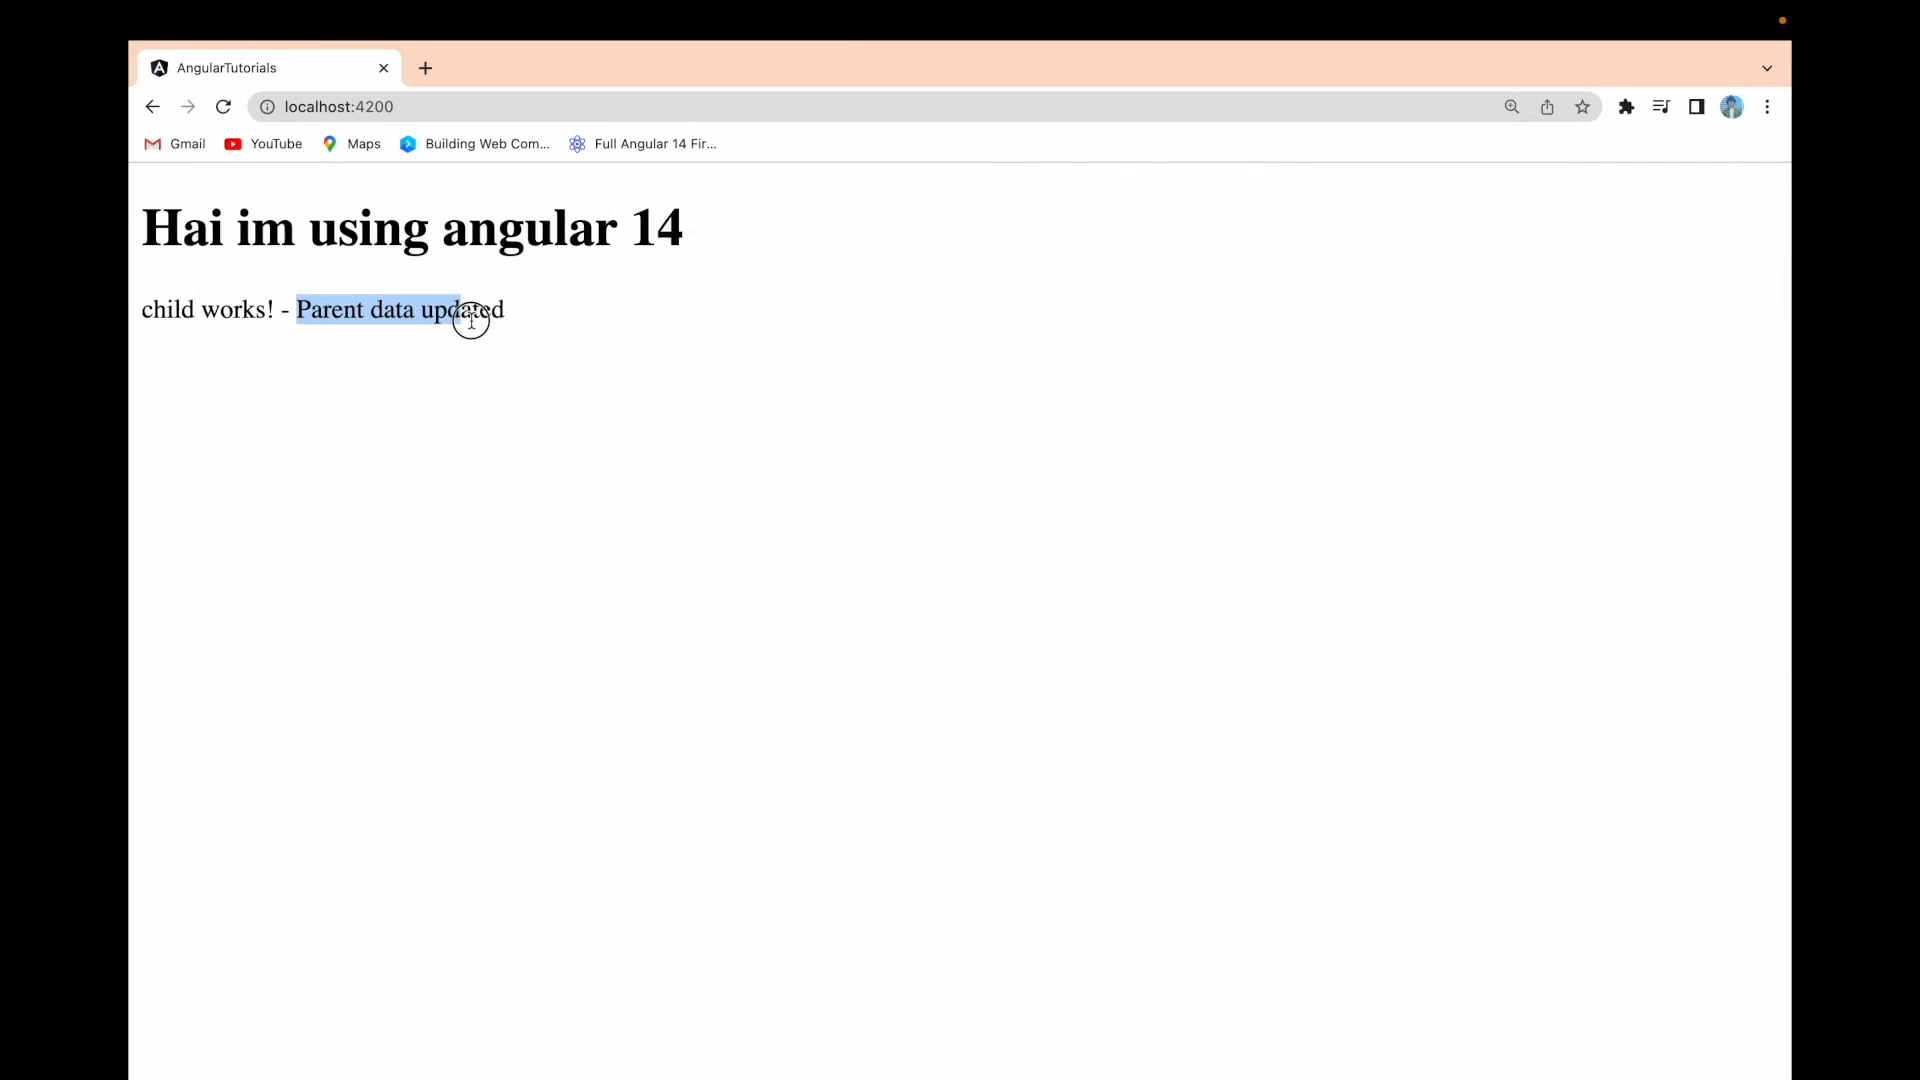 AngularTutorials
localhost:4200
Gmail YouTube Maps Building Web Com... Full Angular 14 Fir...
Hai im using angular 14
child works! - Parent data updated